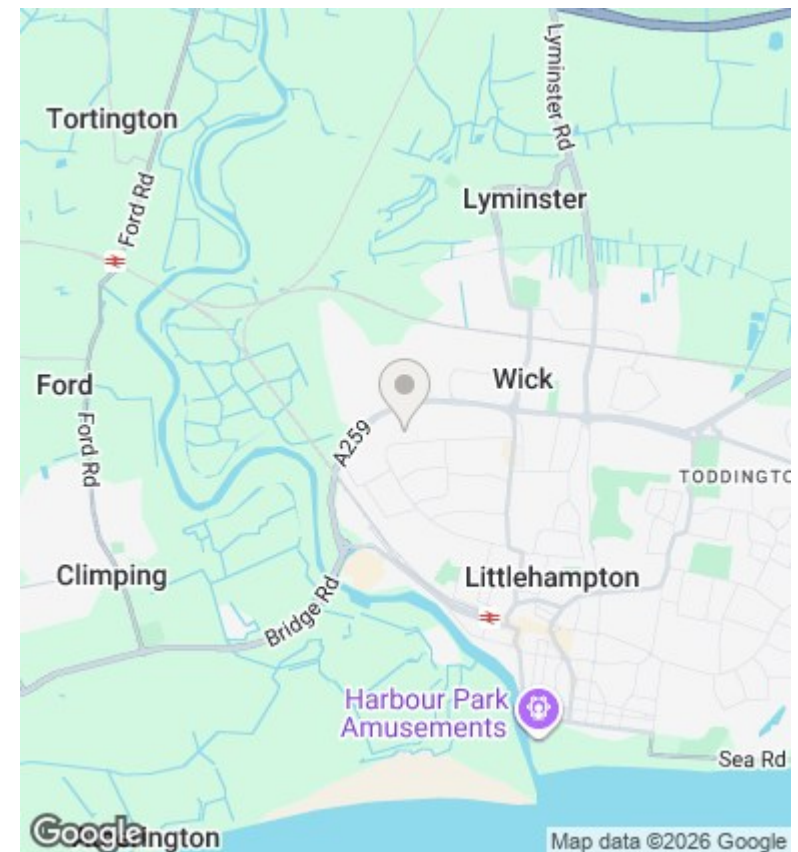 Lyminster Rd
Tortington
Ford Rd
Lyminster
Wick
Ford
Ford Rd
A259
TODDINGTO
Climping
Littlehampton
Bridge Rd
Harbour Park
Amusements
Sea Rd
Google
Map data ©2026 Google